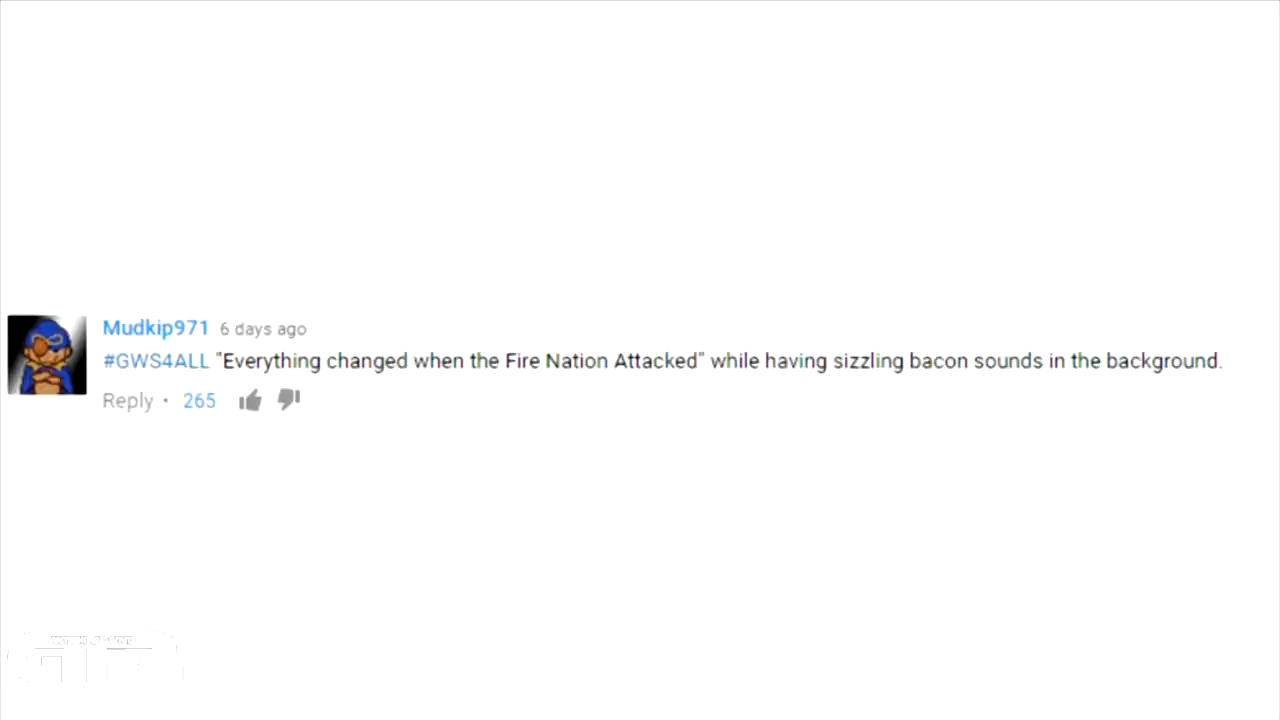 Mudkip971 6 days ago
#GWS4ALL "Everything changed when the Fire Nation Attacked" while having sizzling bacon sounds in the background.
Reply • 265